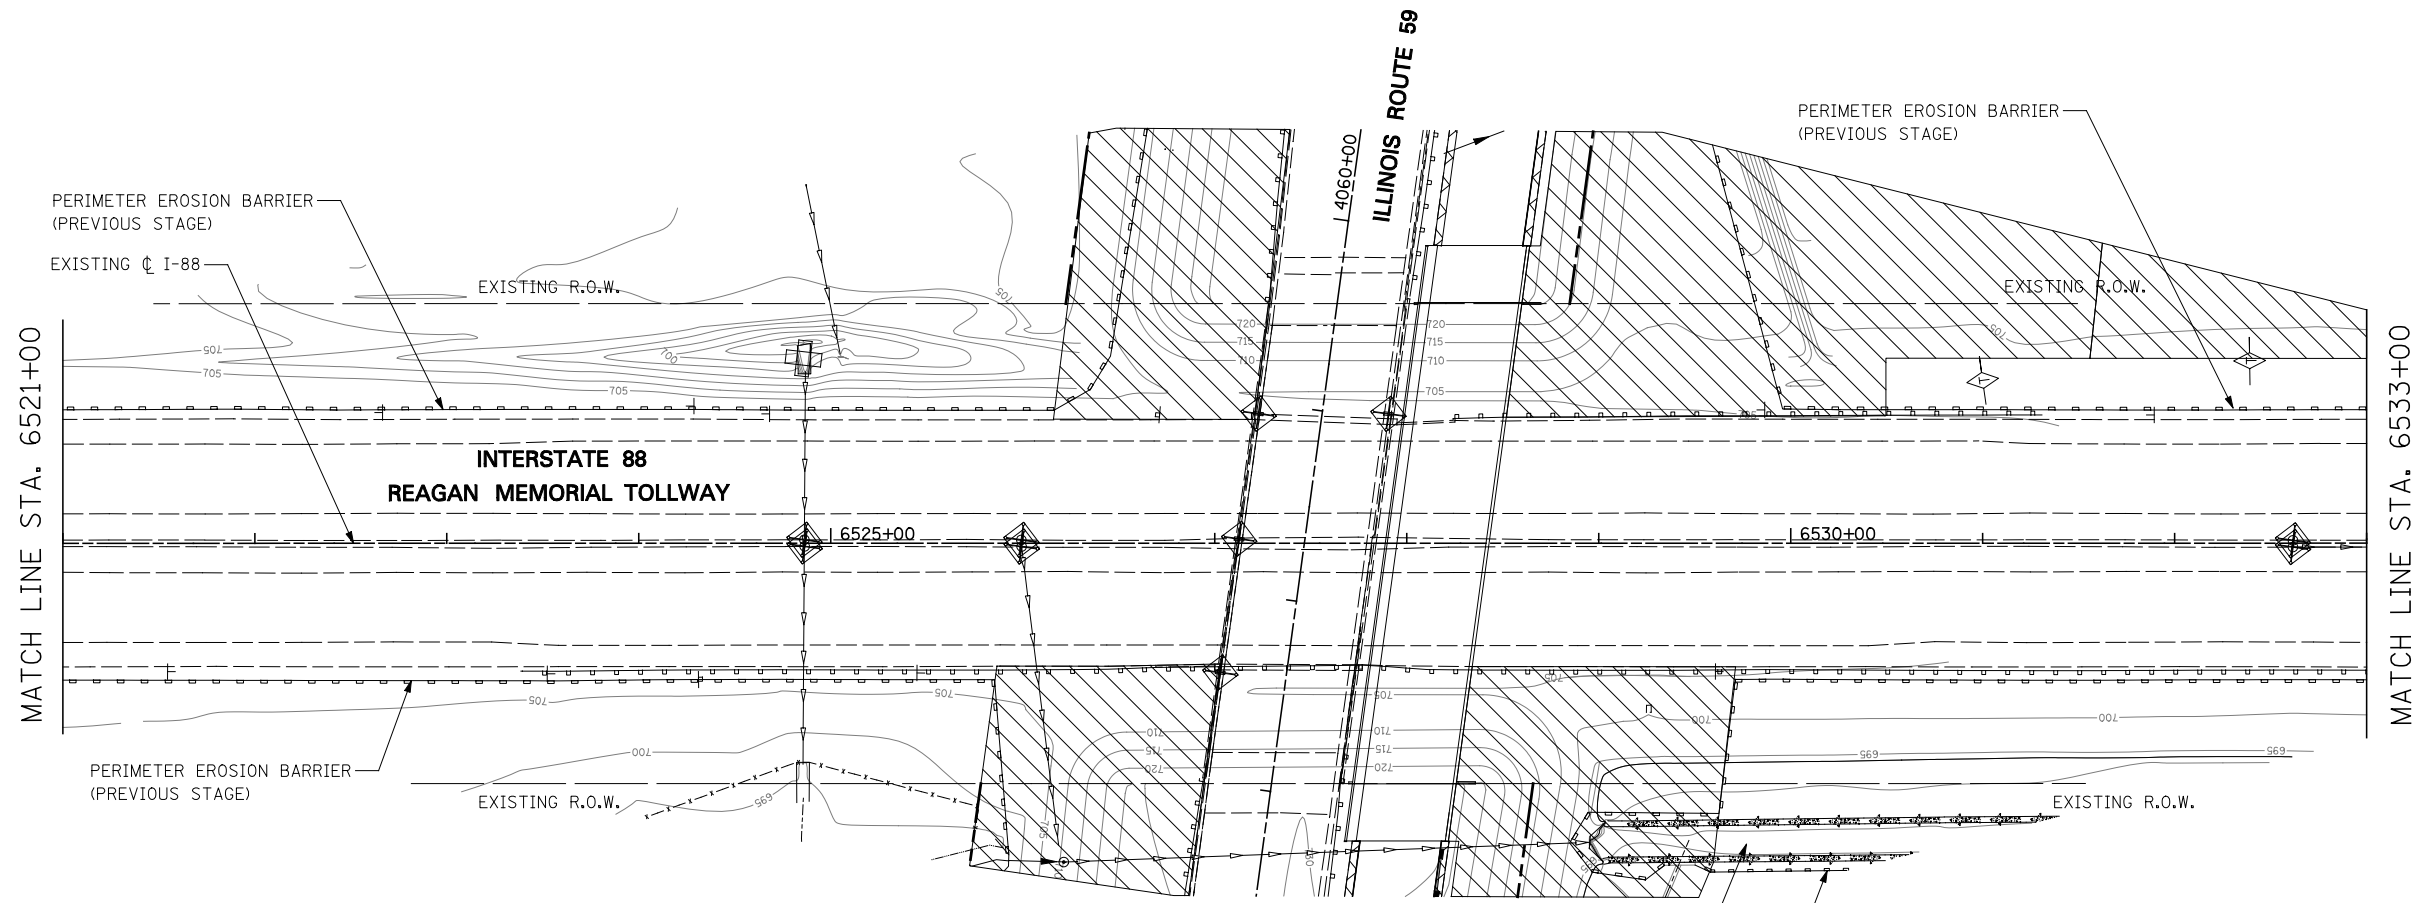 ILLINOIS ROUTE 59
4060+00
PERIMETER EROSION BARRIER
(PREVIOUS STAGE)
PERIMETER EROSION BARRIER
(PREVIOUS STAGE)
EXISTING ℄ I-88
EXISTING R.O.W.
EXISTING R.O.W.
705
720
720
705
715
715
705
700
710
710
705
705
705
705
MATCH LINE STA. 6521+00
MATCH LINE STA. 6533+00
INTERSTATE 88
REAGAN MEMORIAL TOLLWAY
6525+00
6530+00
705
705
705
705
700
700
710
710
700
715
715
695
695
720
720
PERIMETER EROSION BARRIER
(PREVIOUS STAGE)
EXISTING R.O.W.
695
EXISTING R.O.W.
705